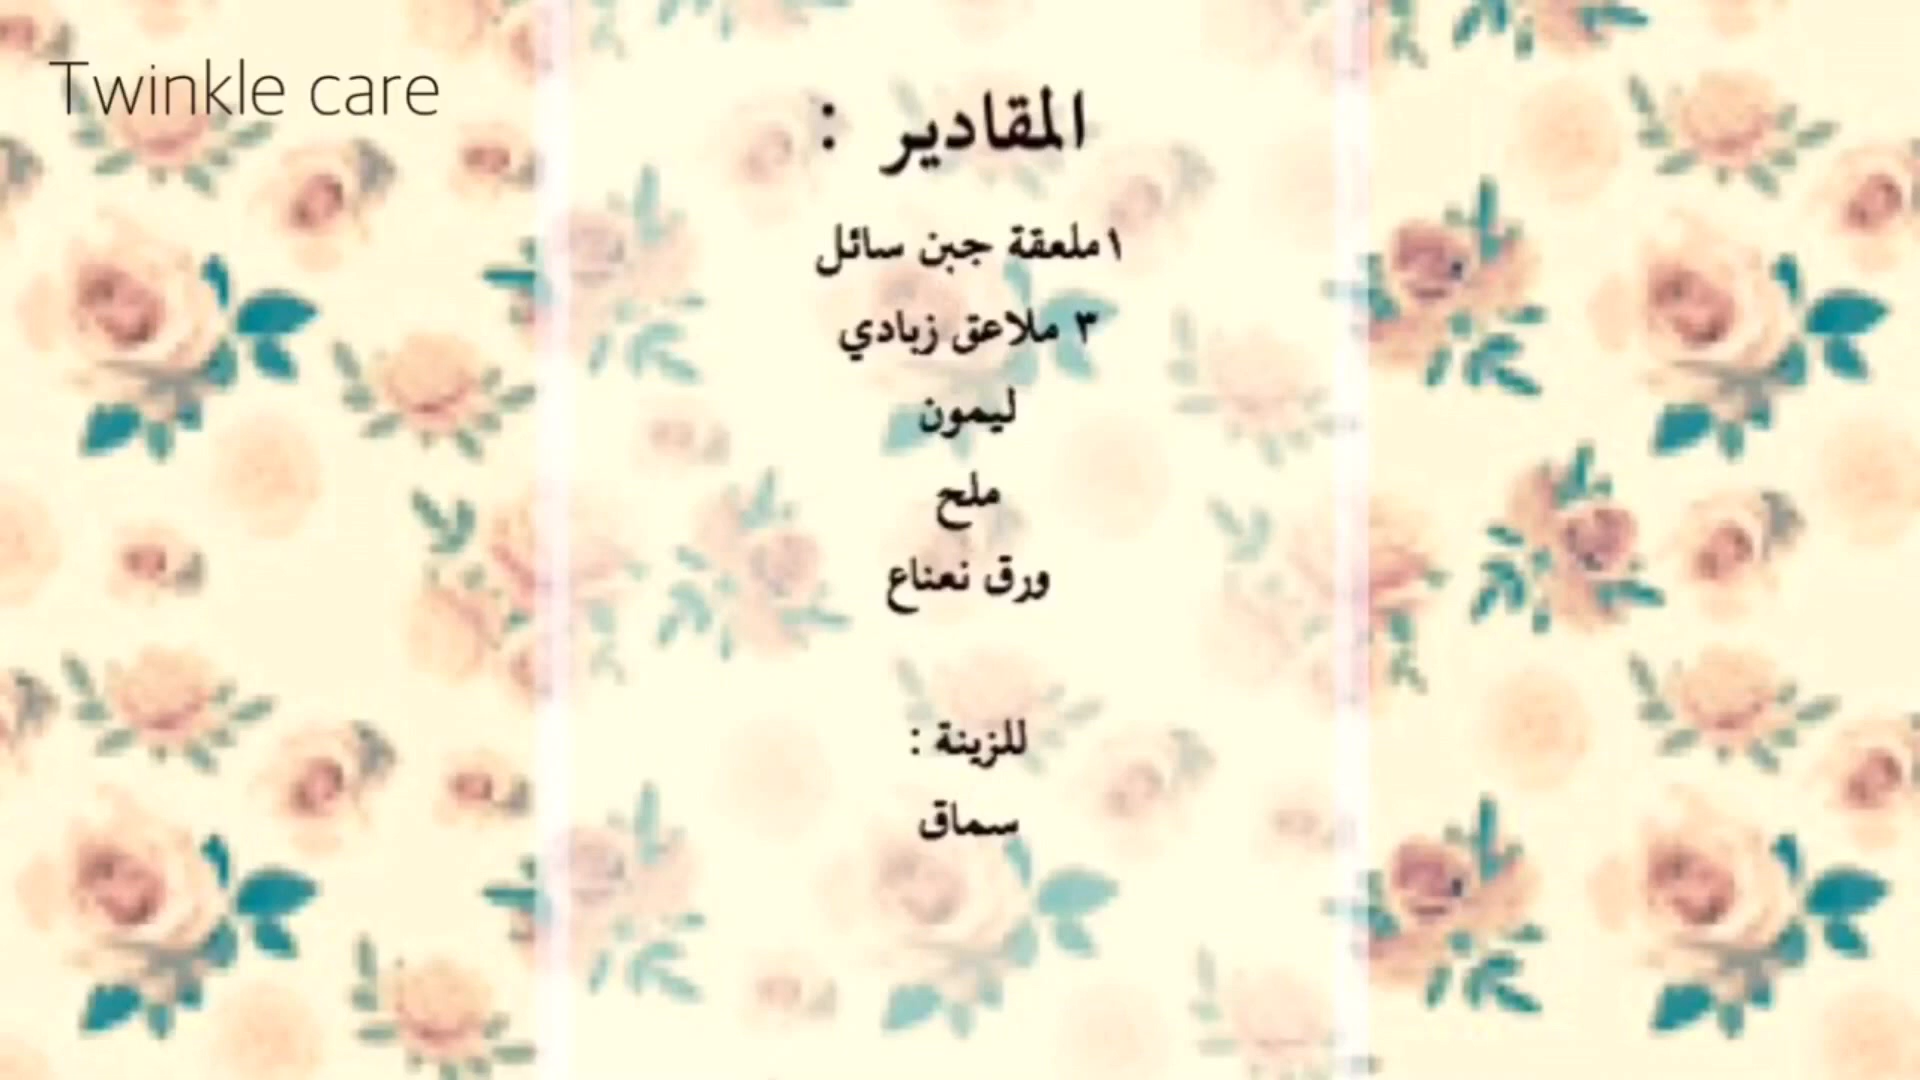 Twinkle care
المقادير :
١ملعقة جبن سائل
٣ ملاعق زبادي
ليمون
ملح
ورق نعناع
للزينة :
سماق